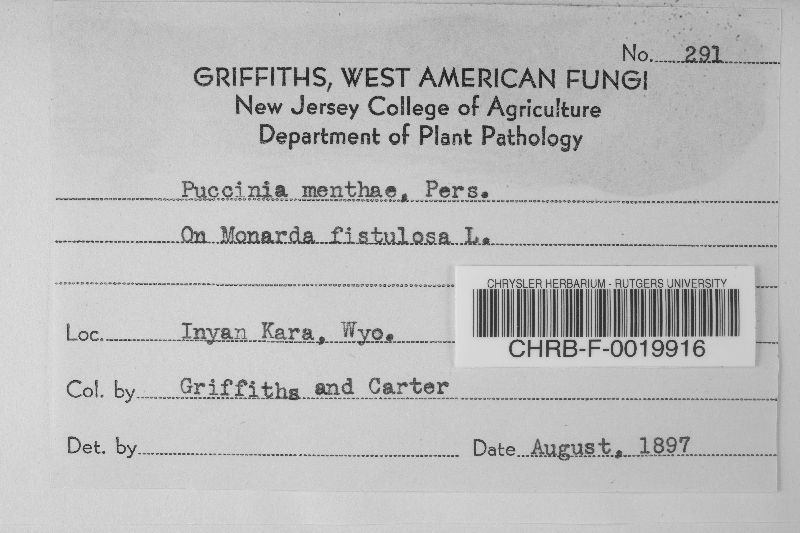 No. 291
GRIFFITHS, WEST AMERICAN FUNGI
New Jersey College of Agriculture
Department of Plant Pathology
Puccinia menthae, Pers.
On Monarda fistulosa L.
CHRYSLER HERBARIUM - RUTGERS UNIVERSITY
CHRB-F-0019916
Loc. Inyan Kara, Wyo.
Col. by Griffiths and Carter
Det. by
Date August, 1897